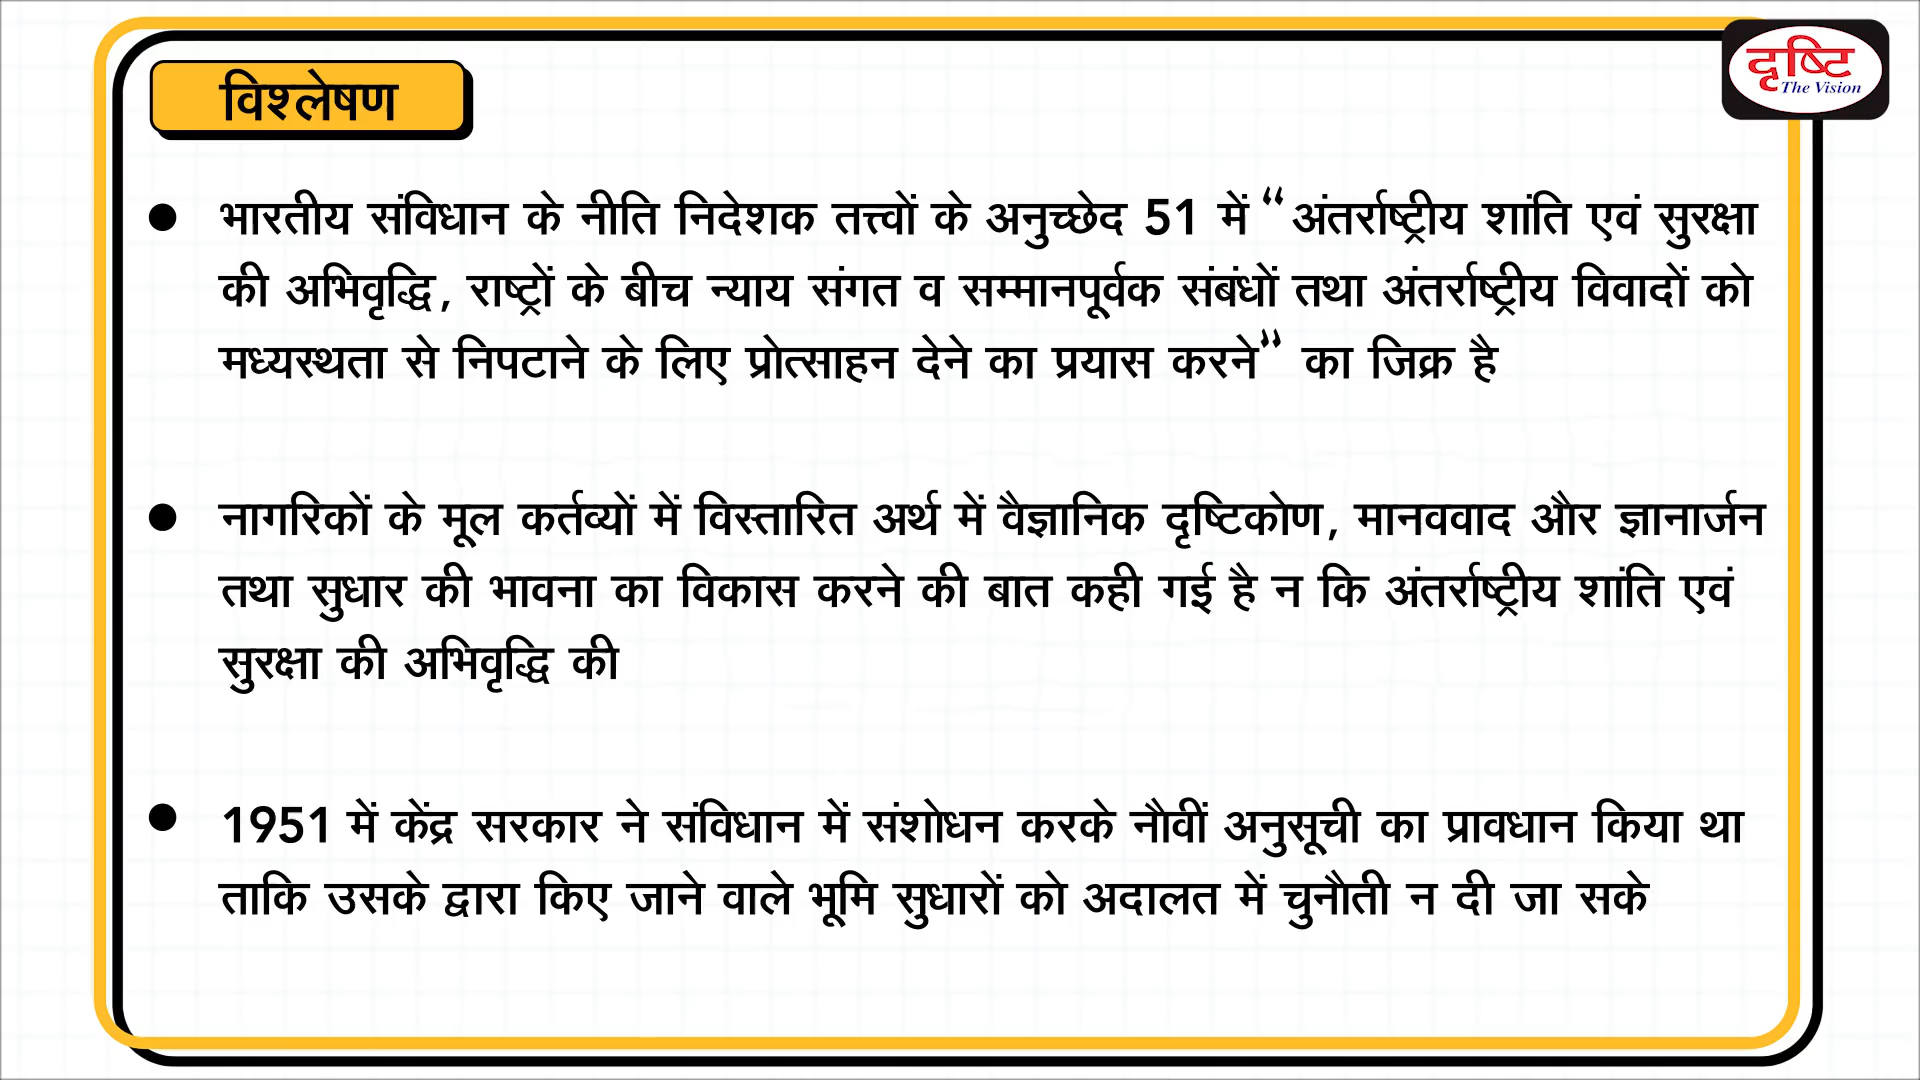 दृष्टि
The Vision
विश्लेषण
● भारतीय संविधान के नीति निदेशक तत्त्वों के अनुच्छेद 51 में “अंतर्राष्ट्रीय शांति एवं सुरक्षा
की अभिवृद्धि, राष्ट्रों के बीच न्याय संगत व सम्मानपूर्वक संबंधों तथा अंतर्राष्ट्रीय विवादों को
मध्यस्थता से निपटाने के लिए प्रोत्साहन देने का प्रयास करने” का जिक्र है
● नागरिकों के मूल कर्तव्यों में विस्तारित अर्थ में वैज्ञानिक दृष्टिकोण, मानववाद और ज्ञानार्जन
तथा सुधार की भावना का विकास करने की बात कही गई है न कि अंतर्राष्ट्रीय शांति एवं
सुरक्षा की अभिवृद्धि की
● 1951 में केंद्र सरकार ने संविधान में संशोधन करके नौवीं अनुसूची का प्रावधान किया था
ताकि उसके द्वारा किए जाने वाले भूमि सुधारों को अदालत में चुनौती न दी जा सके